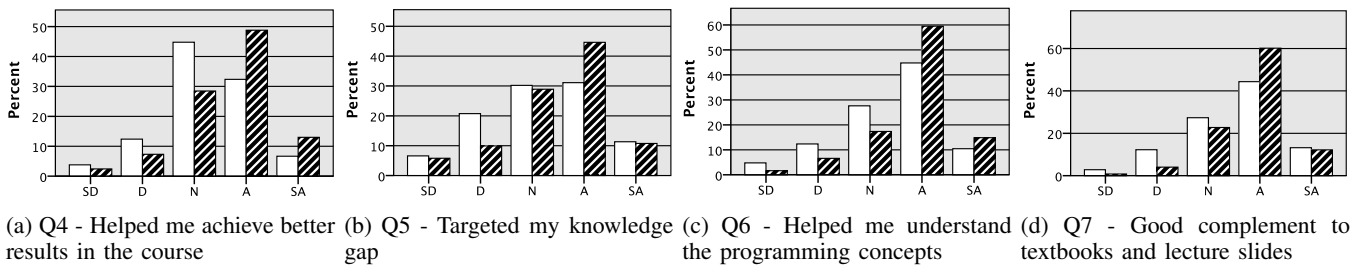 Percent
50
40
30
20
10
0
SD D N A SA
Percent
50
40
30
20
10
0
SD D N A SA
Percent
60
50
40
30
20
10
0
SD D N A SA
Percent
60
40
20
0
SD D N A SA
(a) Q4 - Helped me achieve better
results in the course
(b) Q5 - Targeted my knowledge
gap
(c) Q6 - Helped me understand
the programming concepts
(d) Q7 - Good complement to
textbooks and lecture slides